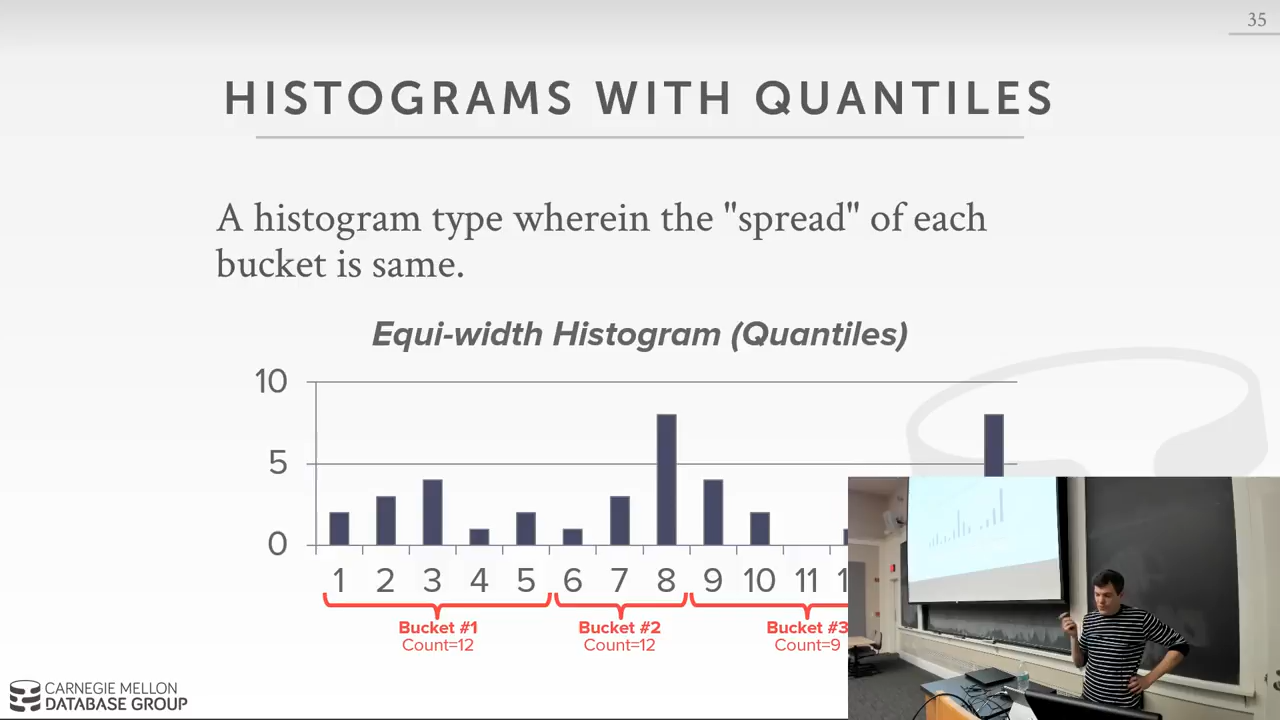 35
HISTOGRAMS WITH QUANTILES
A histogram type wherein the "spread" of each
bucket is same.
Equi-width Histogram (Quantiles)
10
5
0
1 2 3 4 5 6 7 8 9 10 11
Bucket #1 Bucket #2 Bucket #3
Count=12 Count=12 Count=9
CARNEGIE MELLON
DATABASE GROUP